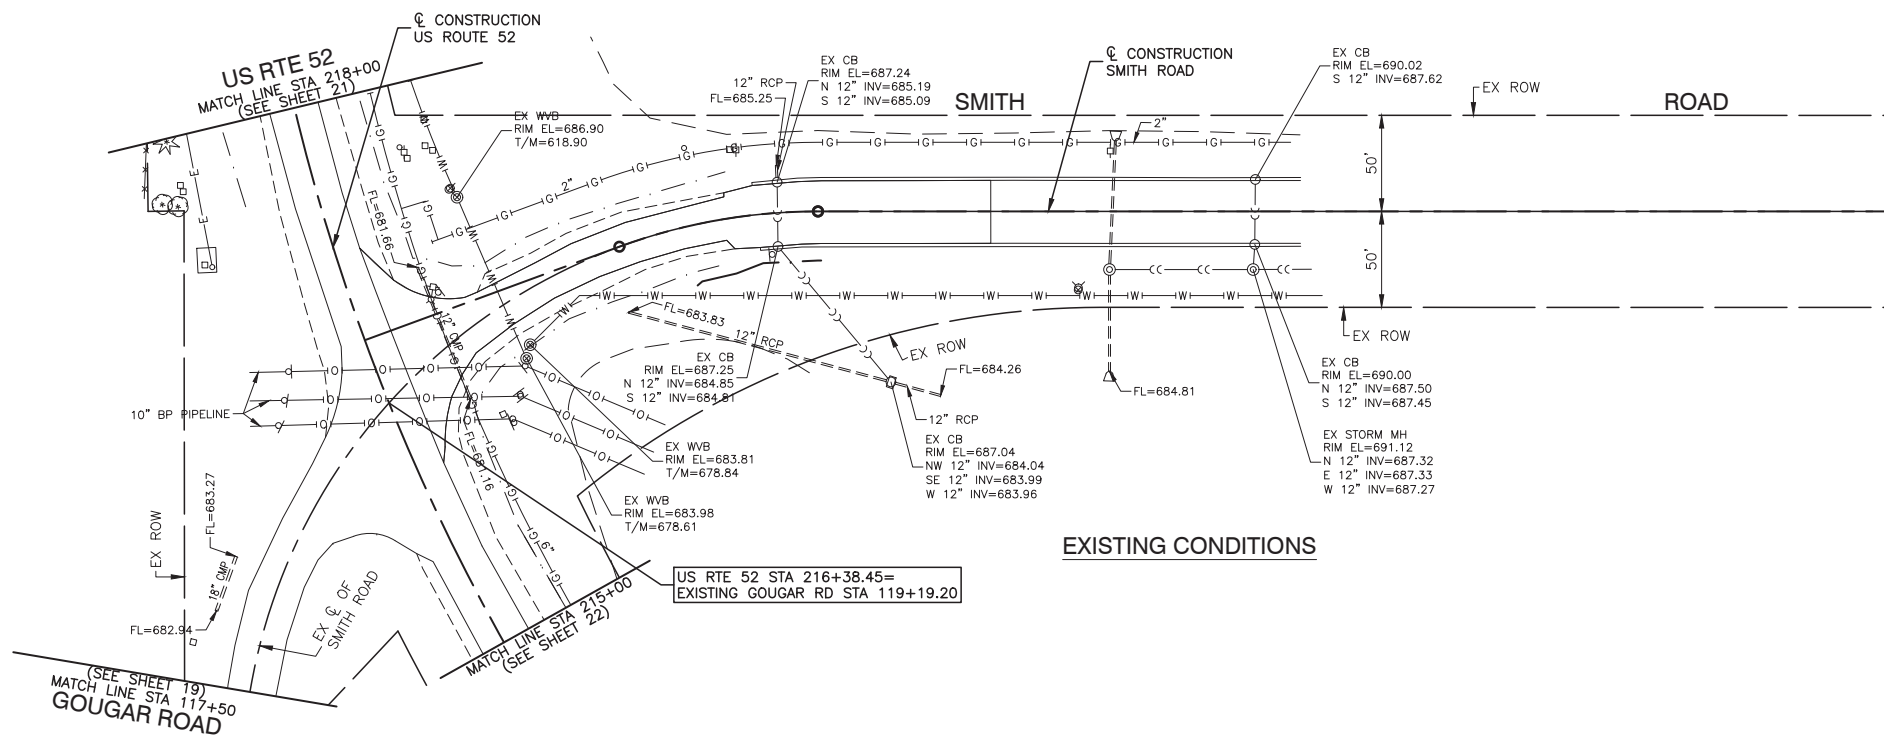 ℄ CONSTRUCTION
US ROUTE 52
US RTE 52
MATCH LINE STA 218+00
(SEE SHEET 21)
EX WVB
RIM EL=686.90
T/M=618.90
12" RCP
FL=685.25
EX CB
RIM EL=687.24
N 12" INV=685.19
S 12" INV=685.09
SMITH
℄ CONSTRUCTION
SMITH ROAD
EX CB
RIM EL=690.02
S 12" INV=687.62
EX ROW
ROAD
2"
2"
50'
50'
E
E
FL=681.66
12" CMP
FL=683.83
12" RCP
EX CB
RIM EL=687.25
N 12" INV=684.85
S 12" INV=684.81
EX ROW
EX ROW
FL=684.26
FL=684.81
12" RCP
EX CB
RIM EL=687.04
NW 12" INV=684.04
SE 12" INV=683.99
W 12" INV=683.96
EX CB
RIM EL=690.00
N 12" INV=687.50
S 12" INV=687.45
EX STORM MH
RIM EL=691.12
N 12" INV=687.32
E 12" INV=687.33
W 12" INV=687.27
10" BP PIPELINE
FL=681.16
6"
EX WVB
RIM EL=683.81
T/M=678.84
EX WVB
RIM EL=683.98
T/M=678.61
FL=683.27
EX ROW
18" CMP
FL=682.94
EX ℄ OF
SMITH ROAD
US RTE 52 STA 216+38.45=
EXISTING GOUGAR RD STA 119+19.20
EXISTING CONDITIONS
MATCH LINE STA 215+00
(SEE SHEET 22)
(SEE SHEET 19)
MATCH LINE STA 117+50
GOUGAR ROAD